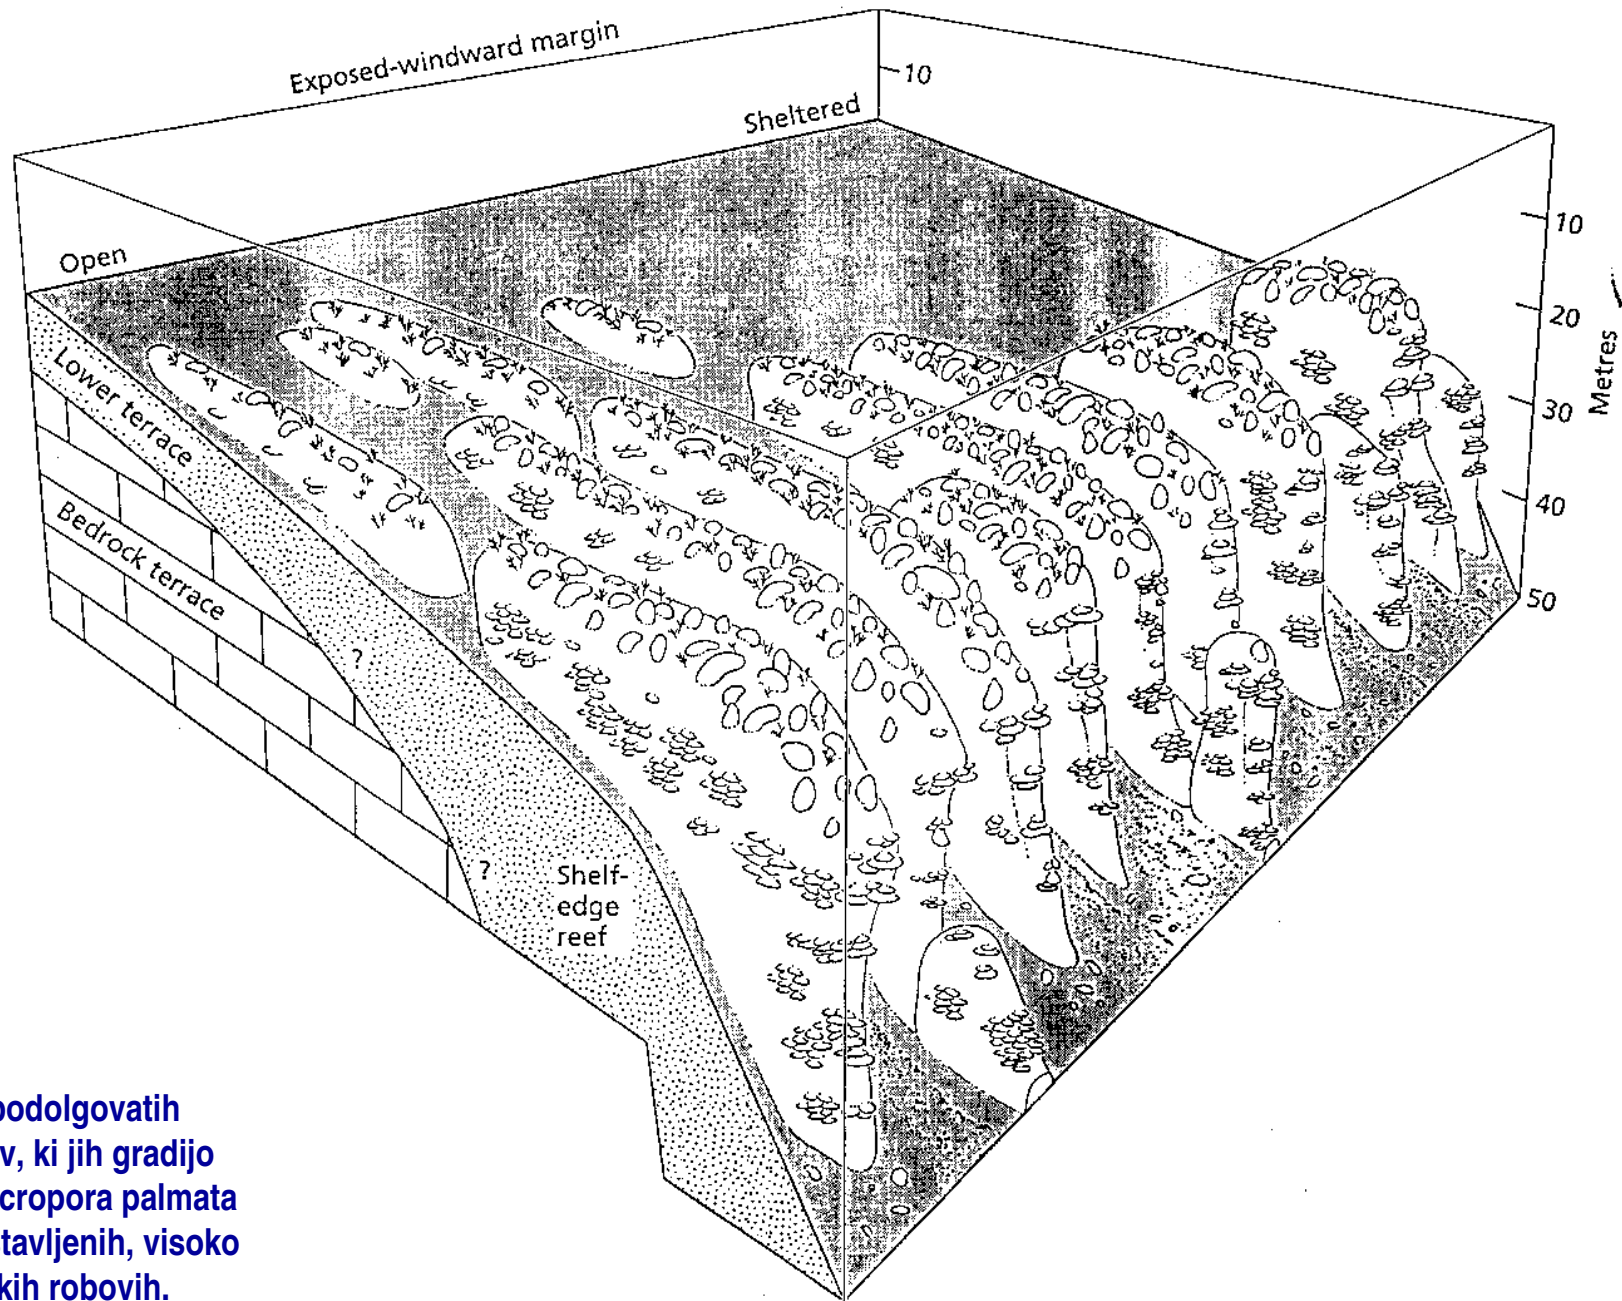 Exposed-windward margin
10
Sheltered
Open
10
20
30
40
50
Metres
Lower terrace
Bedrock terrace
?
?
Shelf-
edge
reef
podolgovatih
v, ki jih gradijo
cropora palmata
tavljenih, visoko
kih robovih.